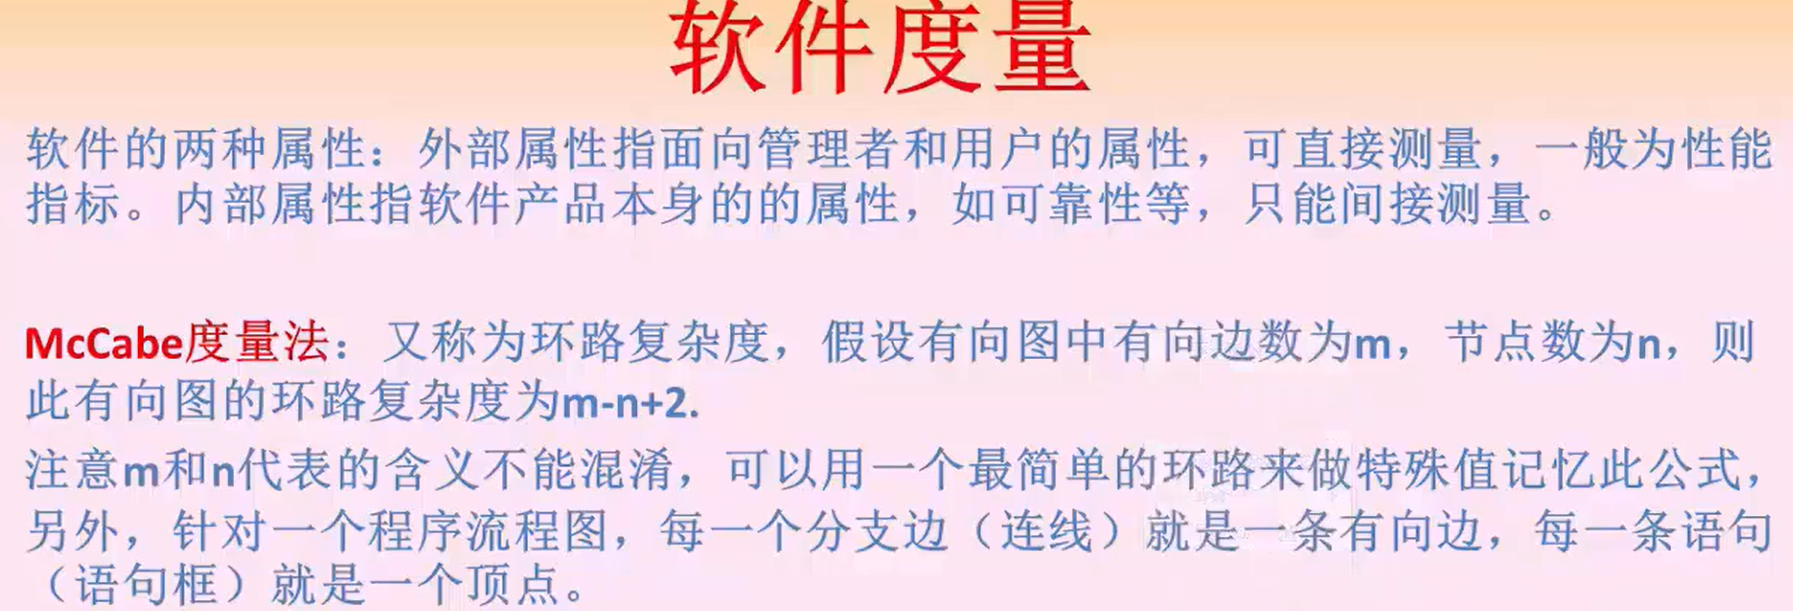 软件度量
软件的两种属性：外部属性指面向管理者和用户的属性，可直接测量，一般为性能
指标。内部属性指软件产品本身的的属性，如可靠性等，只能间接测量。
McCabe度量法：又称为环路复杂度，假设有向图中有向边数为m，节点数为n，则
此有向图的环路复杂度为m-n+2.
注意m和n代表的含义不能混淆，可以用一个最简单的环路来做特殊值记忆此公式，
另外，针对一个程序流程图，每一个分支边（连线）就是一条有向边，每一条语句
（语句框）就是一个顶点。